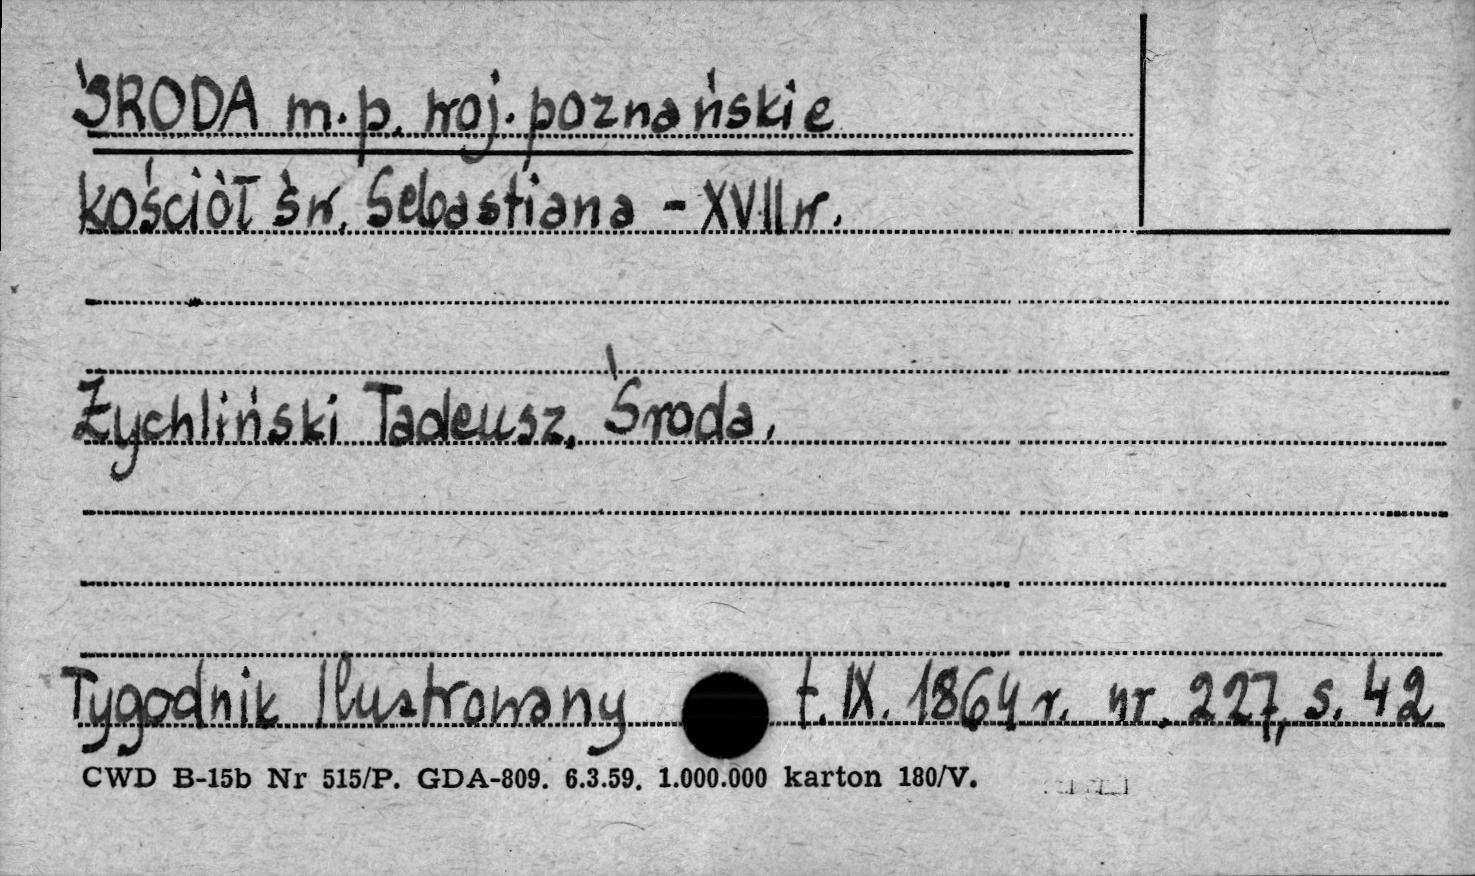 ŚRODA m.p. woj. poznańskie
kościół św. Sebastiana - XVII w.
Żychliński Tadeusz, Środa,
Tygodnik Ilustrowany t. IX. 1864 r. nr. 227, s. 42
CWD B-15b Nr 515/P. GDA-809. 6.3.59. 1.000.000 karton 180/V.